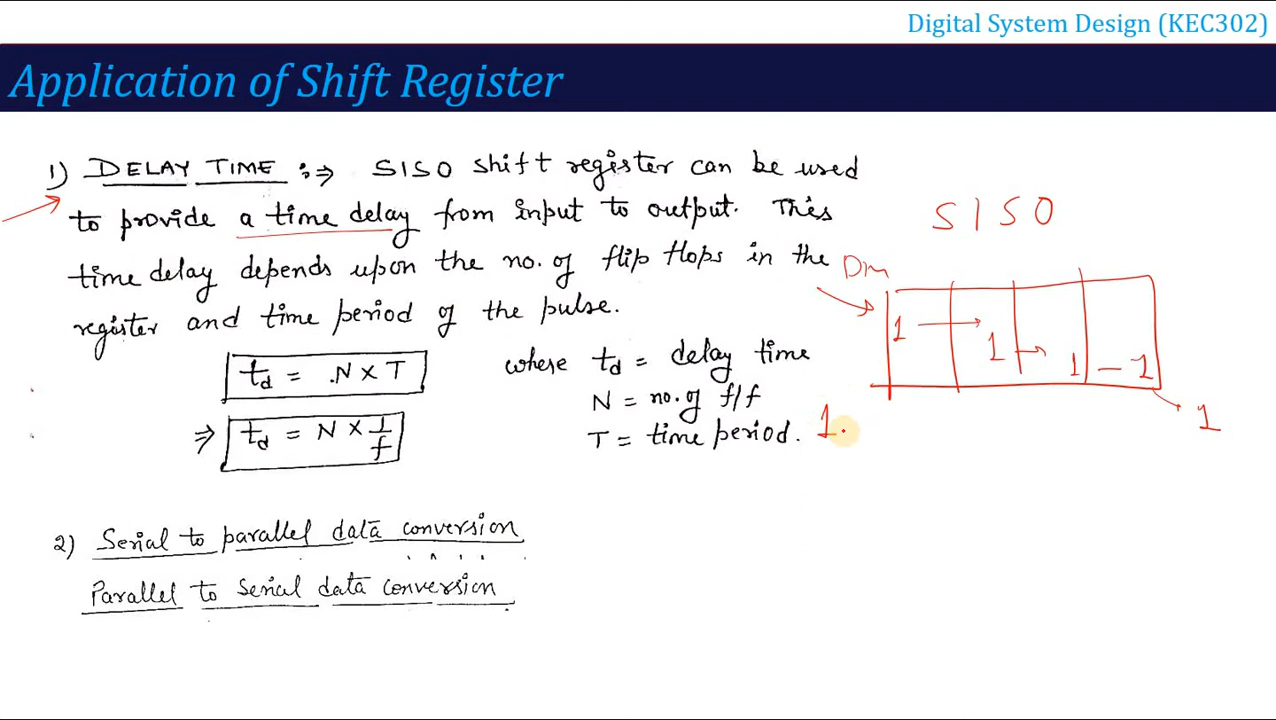 Digital System Design (KEC302)
Application of Shift Register
1) DELAY TIME :⇒ SISO shift register can be used
to provide a time delay from input to output. This
time delay depends upon the no. of flip flops in the
register and time period of the pulse.
td = .N × T
where td = delay time
N = no. of f/f
T = time period.
⇒ td = N × 1/f
SISO
Din
1 1 1 - 1
1
1.
2) Serial to parallel data conversion
Parallel to serial data conversion